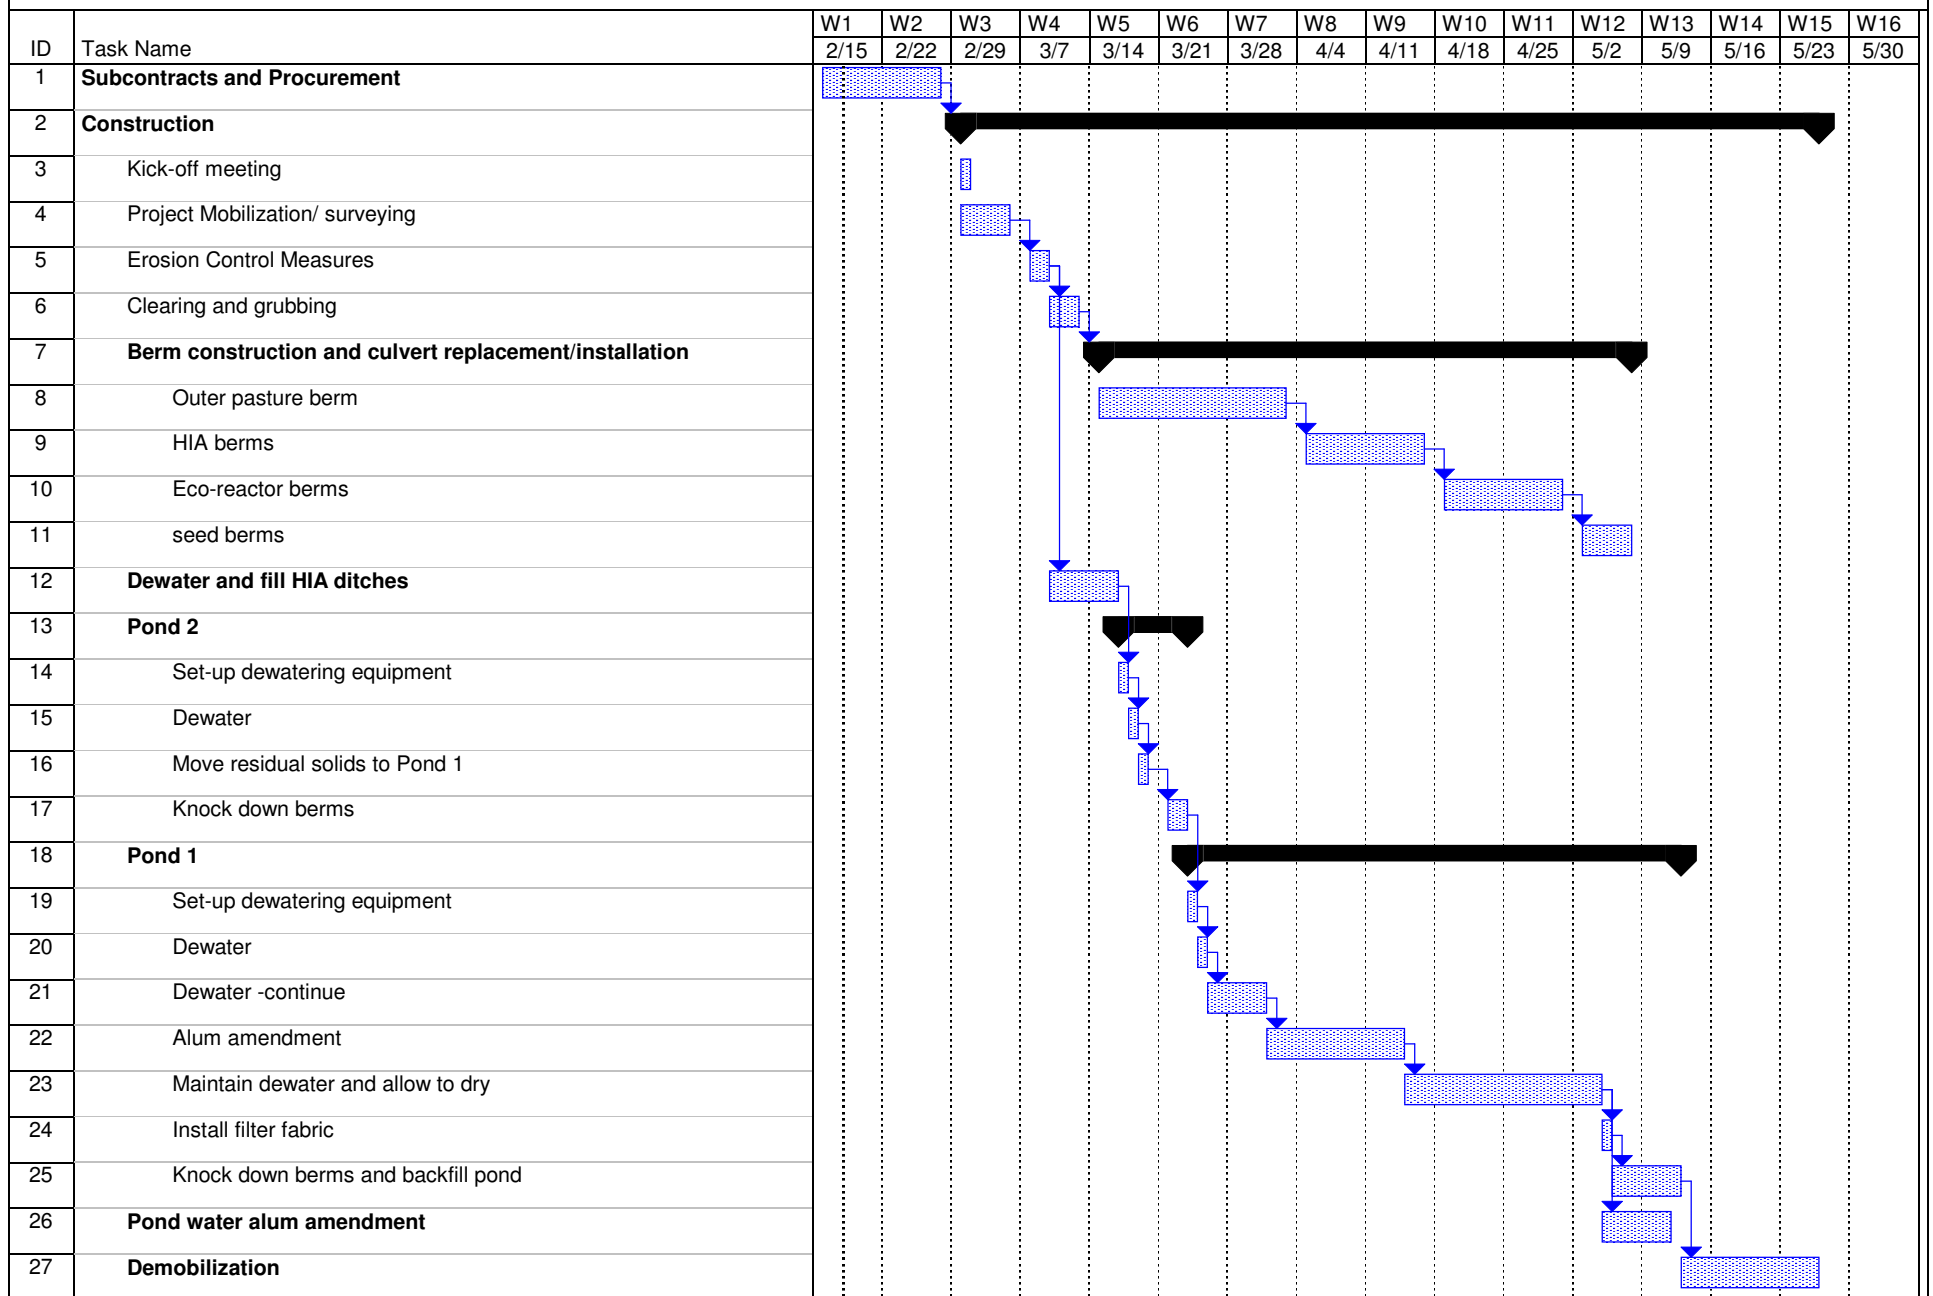 W1 W2 W3 W4 W5 W6 W7 W8 W9 W10 W11 W12 W13 W14 W15 W16
ID Task Name 2/15 2/22 2/29 3/7 3/14 3/21 3/28 4/4 4/11 4/18 4/25 5/2 5/9 5/16 5/23 5/30
1 Subcontracts and Procurement
2 Construction
3 Kick-off meeting
4 Project Mobilization/ surveying
5 Erosion Control Measures
6 Clearing and grubbing
7 Berm construction and culvert replacement/installation
8 Outer pasture berm
9 HIA berms
10 Eco-reactor berms
11 seed berms
12 Dewater and fill HIA ditches
13 Pond 2
14 Set-up dewatering equipment
15 Dewater
16 Move residual solids to Pond 1
17 Knock down berms
18 Pond 1
19 Set-up dewatering equipment
20 Dewater
21 Dewater -continue
22 Alum amendment
23 Maintain dewater and allow to dry
24 Install filter fabric
25 Knock down berms and backfill pond
26 Pond water alum amendment
27 Demobilization